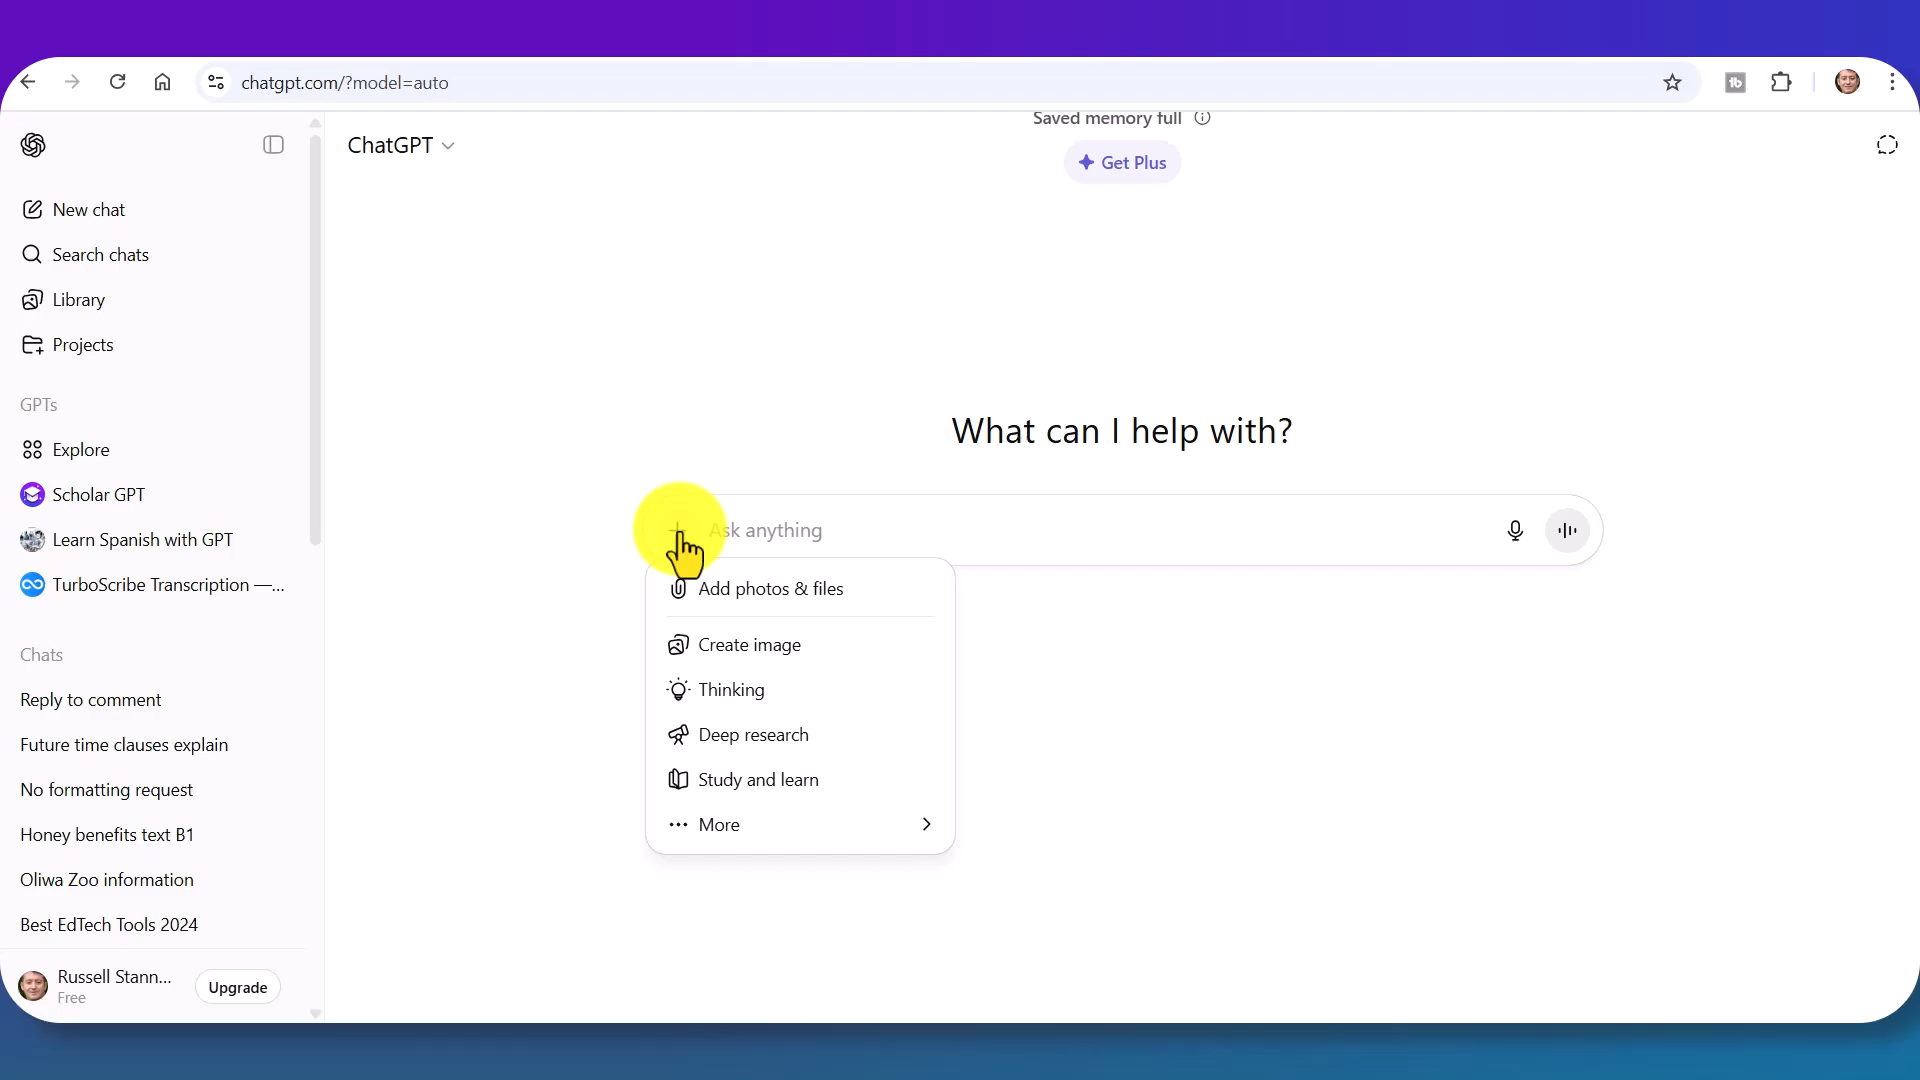 chatgpt.com/?model=auto
tb
ChatGPT
Saved memory full
Get Plus
New chat
Search chats
Library
Projects
GPTs
Explore
Scholar GPT
Learn Spanish with GPT
TurboScribe Transcription —...
Chats
Reply to comment
Future time clauses explain
No formatting request
Honey benefits text B1
Oliwa Zoo information
Best EdTech Tools 2024
Russell Stann...
Free
Upgrade
What can I help with?
Ask anything
Add photos & files
Create image
Thinking
Deep research
Study and learn
More